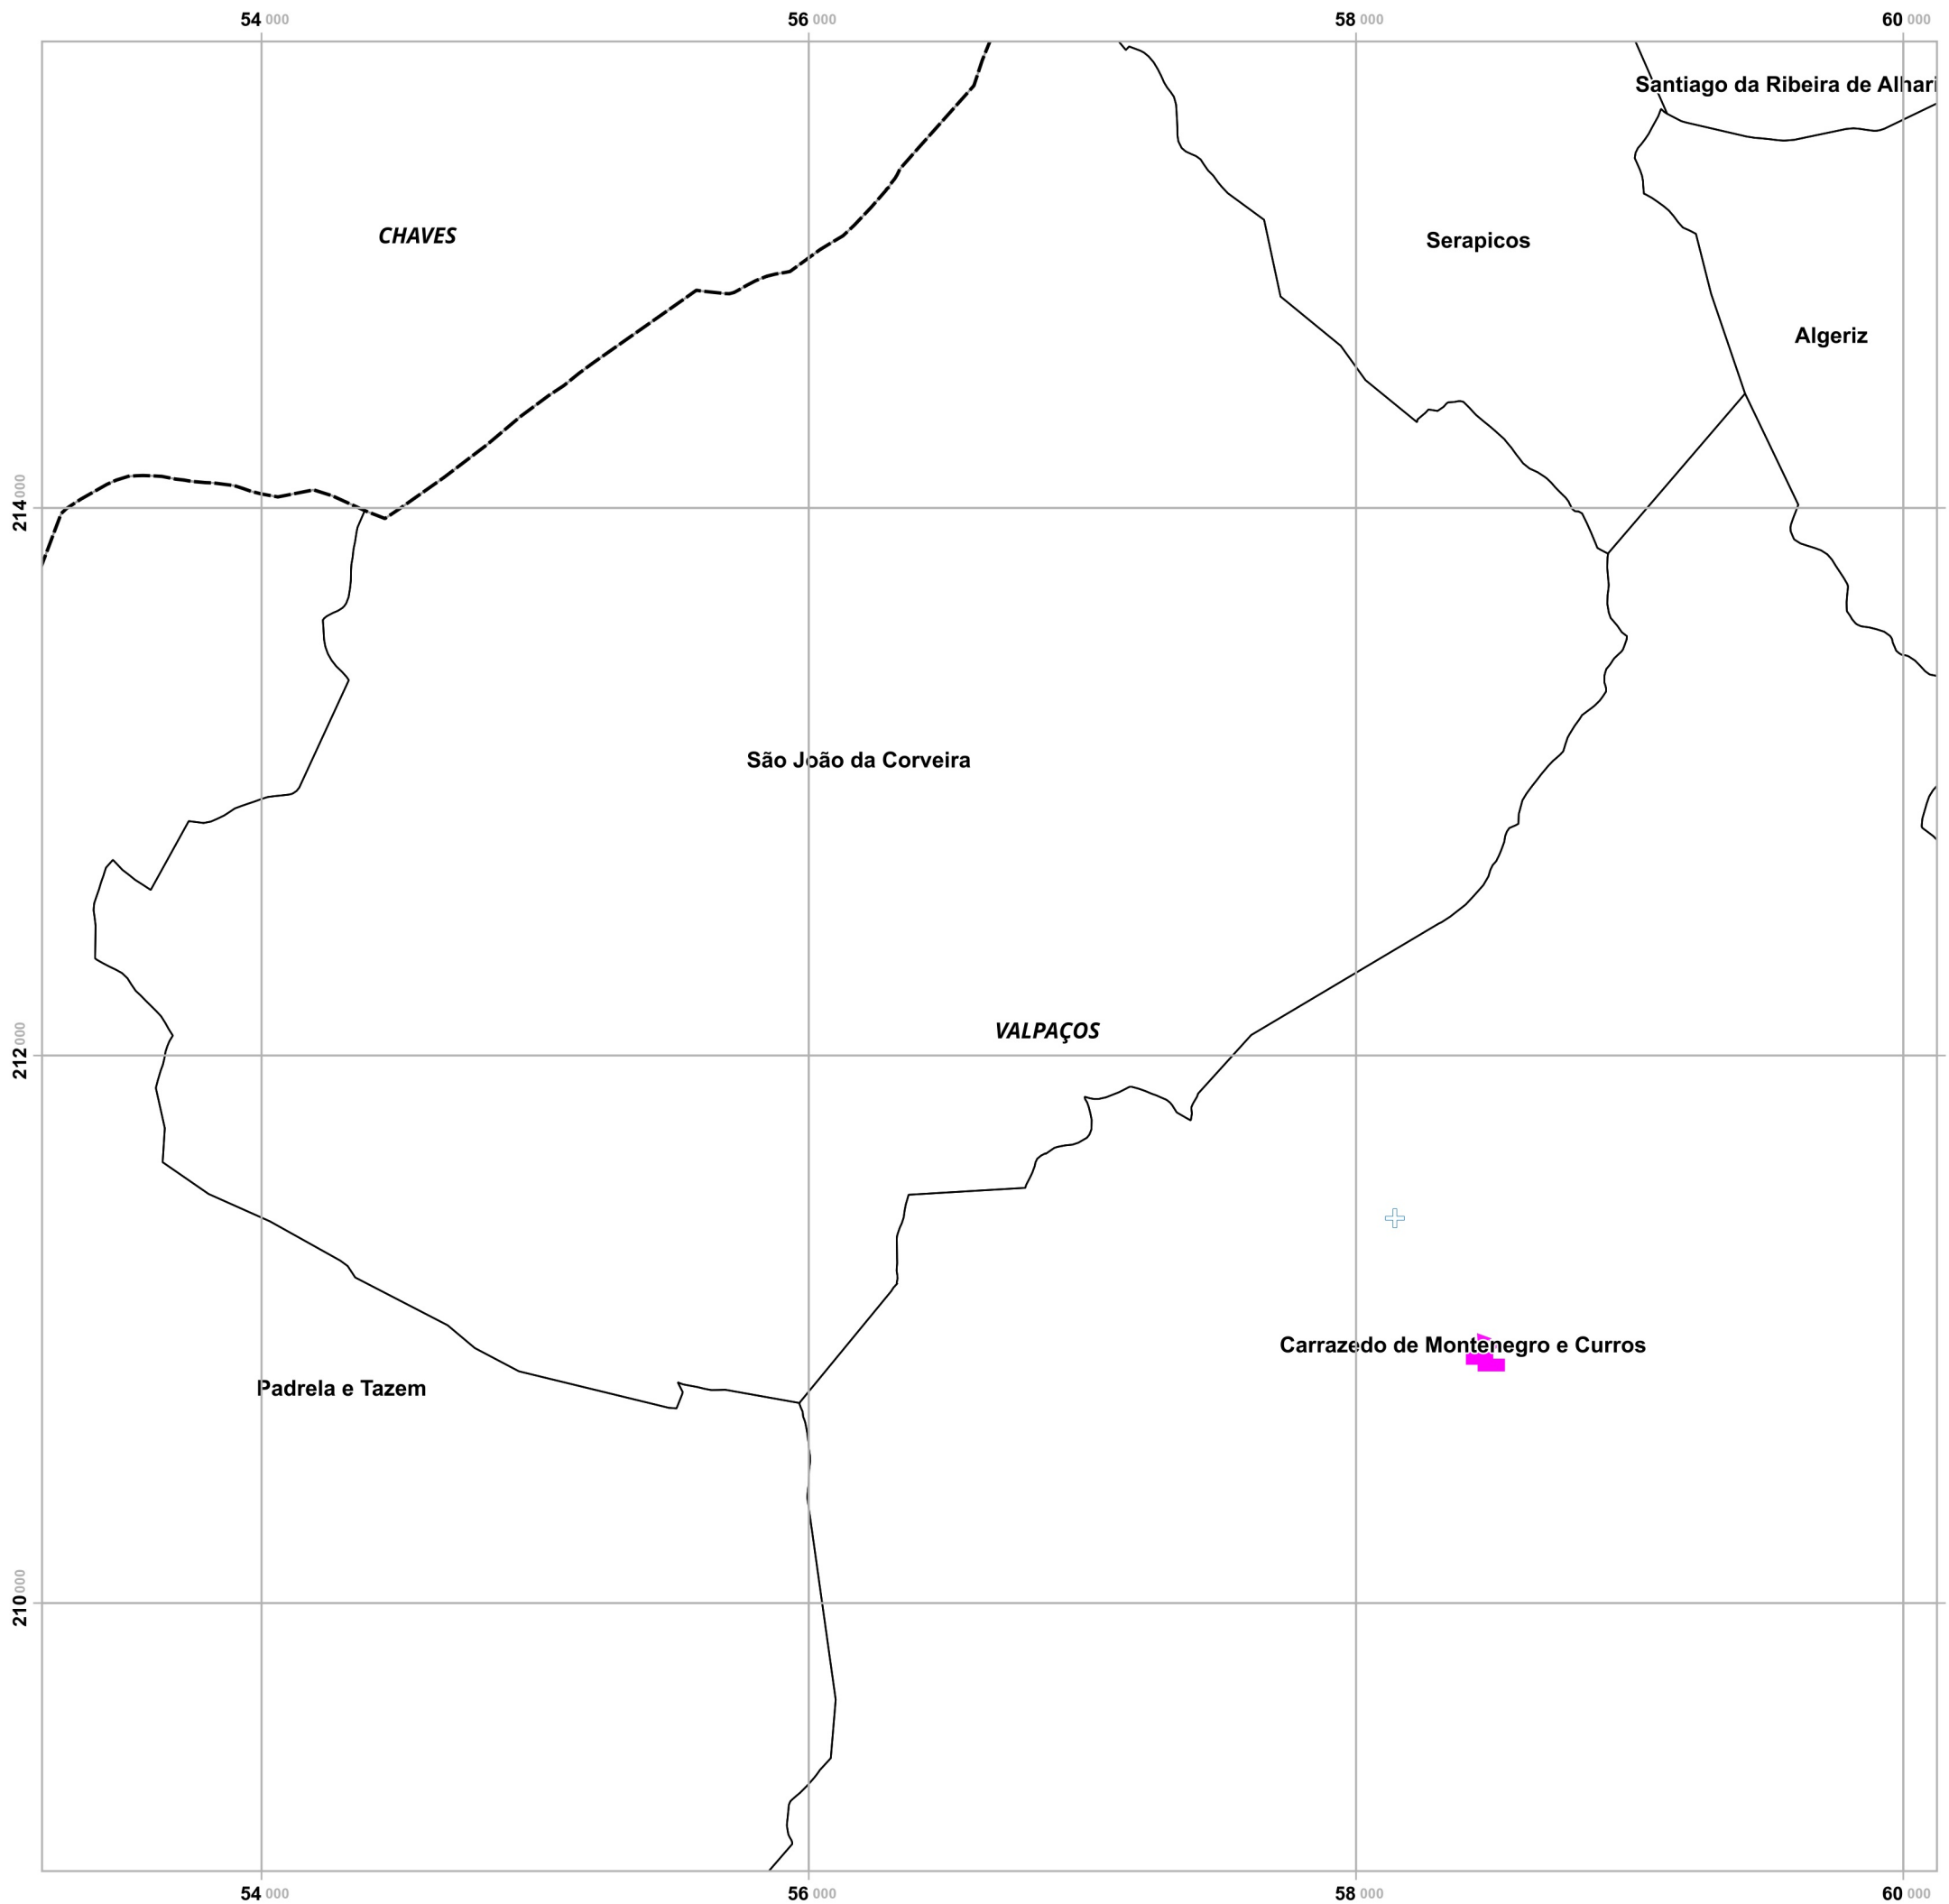 54 000 56 000 58 000 60 000
Santiago da Ribeira de Alhari
CHAVES
Serapicos
Algeriz
214 000
São João da Corveira
VALPAÇOS
212 000
Carrazedo de Montenegro e Curros
Padrela e Tazem
210 000
54 000 56 000 58 000 60 000